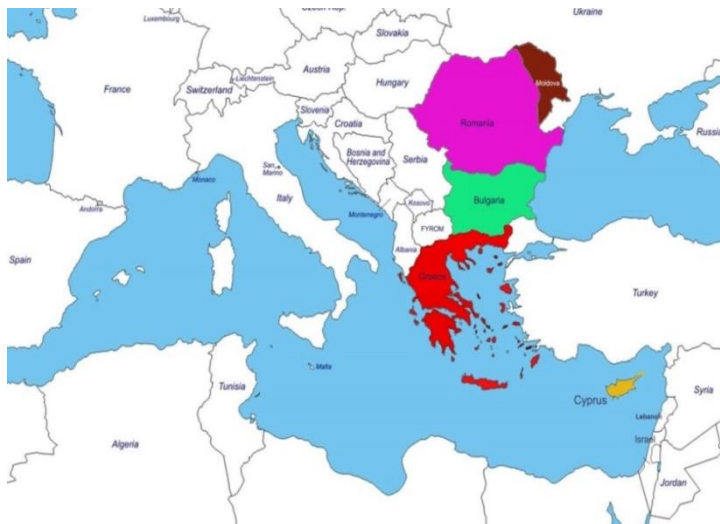 Czech Rep.
Luxembourg
Ukraine
Slovakia
Austria
Liechtenstein
Moldova
France
Switzerland
Hungary
Slovenia
Romania
Croatia
Russia
Bosnia and
Herzegovina
Serbia
San
Marino
Monaco
Italy
Andorra
Kosovo
Bulgaria
Montenegro
FYROM
Albania
Spain
Greece
Turkey
Malta
Tunisia
Syria
Cyprus
Lebanon
Israel
Algeria
Jordan